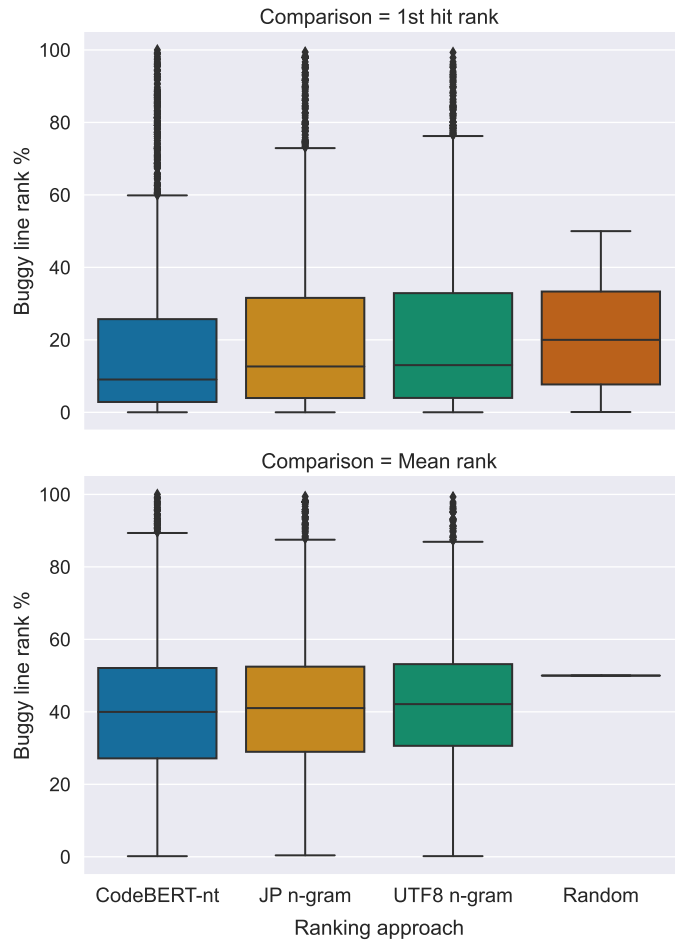 Comparison = 1st hit rank
100
80
60
40
20
0
Buggy line rank %
Comparison = Mean rank
100
80
60
40
20
0
Buggy line rank %
CodeBERT-nt JP n-gram UTF8 n-gram Random
Ranking approach